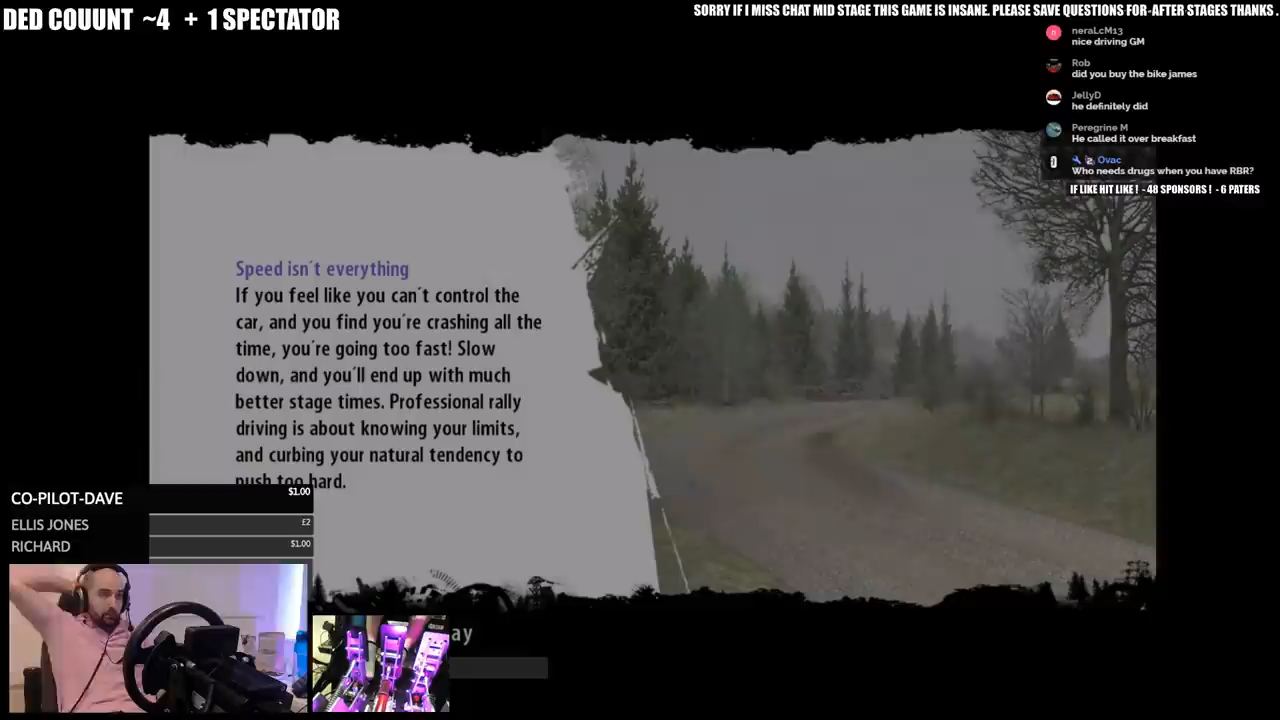 DED COUUNT ~4 + 1 SPECTATOR
SORRY IF I MISS CHAT MID STAGE THIS GAME IS INSANE. PLEASE SAVE QUESTIONS FOR AFTER STAGES THANKS .
neraLcM13
nice driving GM
Rob
did you buy the bike james
JellyD
he definitely did
Peregrine M
He called it over breakfast
Ovac
Who needs drugs when you have RBR?
IF LIKE HIT LIKE ! - 48 SPONSORS ! - 6 PATERS
Speed isn´t everything
If you feel like you can´t control the
car, and you find you´re crashing all the
time, you´re going too fast! Slow
down, and you´ll end up with much
better stage times. Professional rally
driving is about knowing your limits,
and curbing your natural tendency to
push too hard.
CO-PILOT-DAVE $1.00
ELLIS JONES £2
RICHARD $1.00
ay